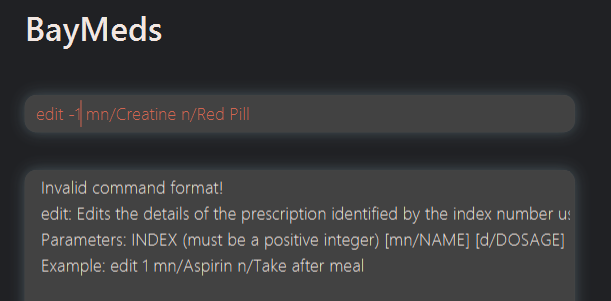 BayMeds
edit -1 mn/Creatine n/Red Pill
Invalid command format!
edit: Edits the details of the prescription identified by the index number
Parameters: INDEX (must be a positive integer) [mn/NAME] [d/DOSAGE]
Example: edit 1 mn/Aspirin n/Take after meal